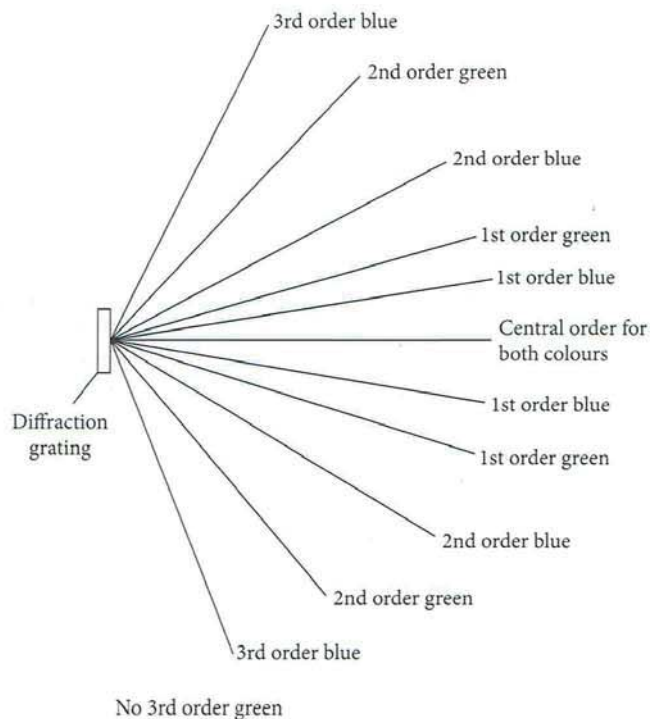 3rd order blue
2nd order green
2nd order blue
1st order green
1st order blue
Central order for
both colours
1st order blue
Diffraction
grating
1st order green
2nd order blue
2nd order green
3rd order blue
No 3rd order green